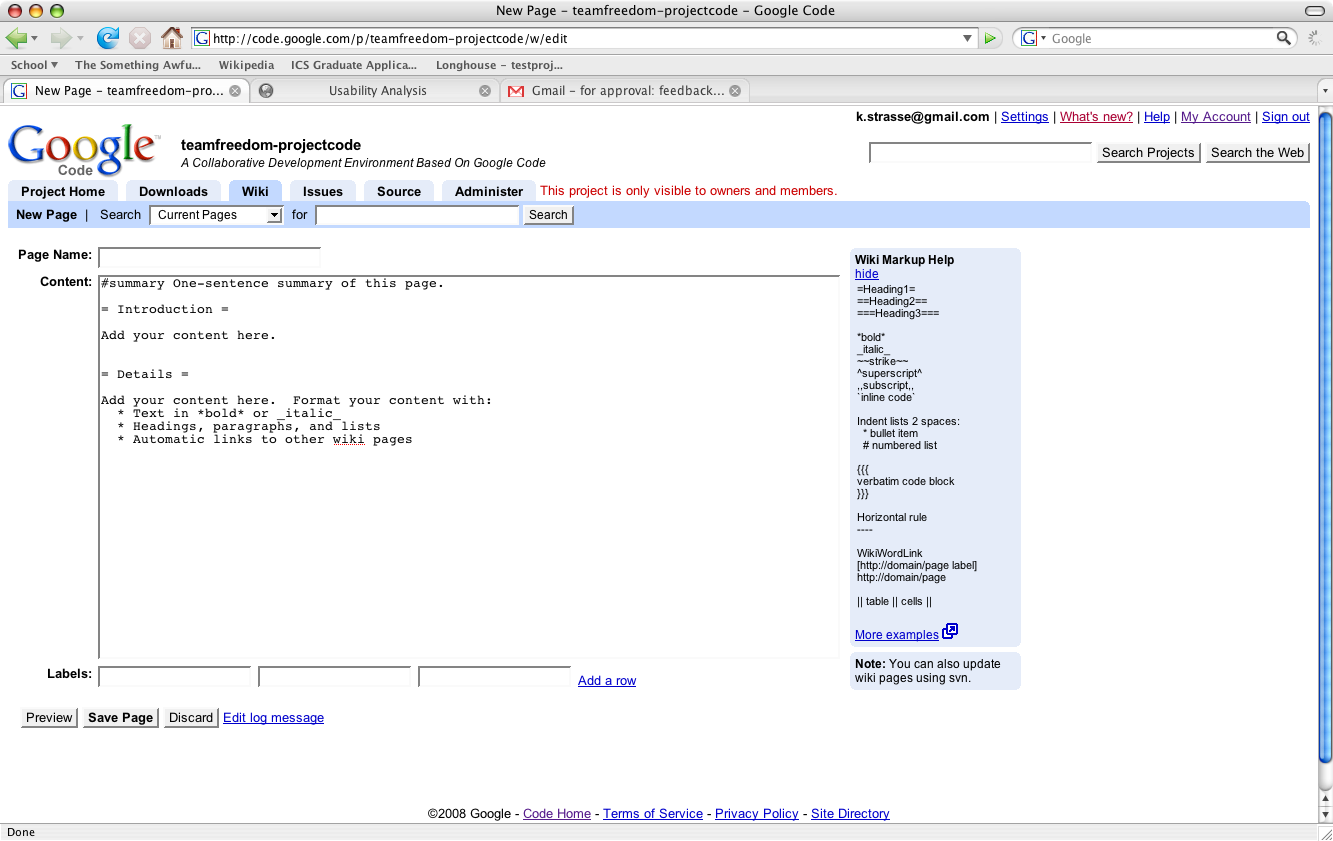 New Page – teamfreedom-projectcode – Google Code
http://code.google.com/p/teamfreedom-projectcode/w/edit
Google
School The Something Awfu... Wikipedia ICS Graduate Applica... Longhouse – testproj...
New Page – teamfreedom-pro... Usability Analysis Gmail – for approval: feedback...
k.strasse@gmail.com | Settings | What's new? | Help | My Account | Sign out
Google™
Code
teamfreedom-projectcode
A Collaborative Development Environment Based On Google Code
Search Projects Search the Web
Project Home Downloads Wiki Issues Source Administer This project is only visible to owners and members.
New Page | Search Current Pages for Search
Page Name:
Content:
#summary One-sentence summary of this page.
= Introduction =
Add your content here.
= Details =
Add your content here.  Format your content with:
  * Text in *bold* or _italic_
  * Headings, paragraphs, and lists
  * Automatic links to other wiki pages
Wiki Markup Help
hide
=Heading1=
==Heading2==
===Heading3===
*bold*
_italic_
~~strike~~
^superscript^
,,subscript,,
`inline code`
Indent lists 2 spaces:
  * bullet item
  # numbered list
{{{
verbatim code block
}}}
Horizontal rule
----
WikiWordLink
[http://domain/page label]
http://domain/page
|| table || cells ||
More examples
Note: You can also update
wiki pages using svn.
Labels:
Add a row
Preview Save Page Discard Edit log message
©2008 Google - Code Home - Terms of Service - Privacy Policy - Site Directory
Done